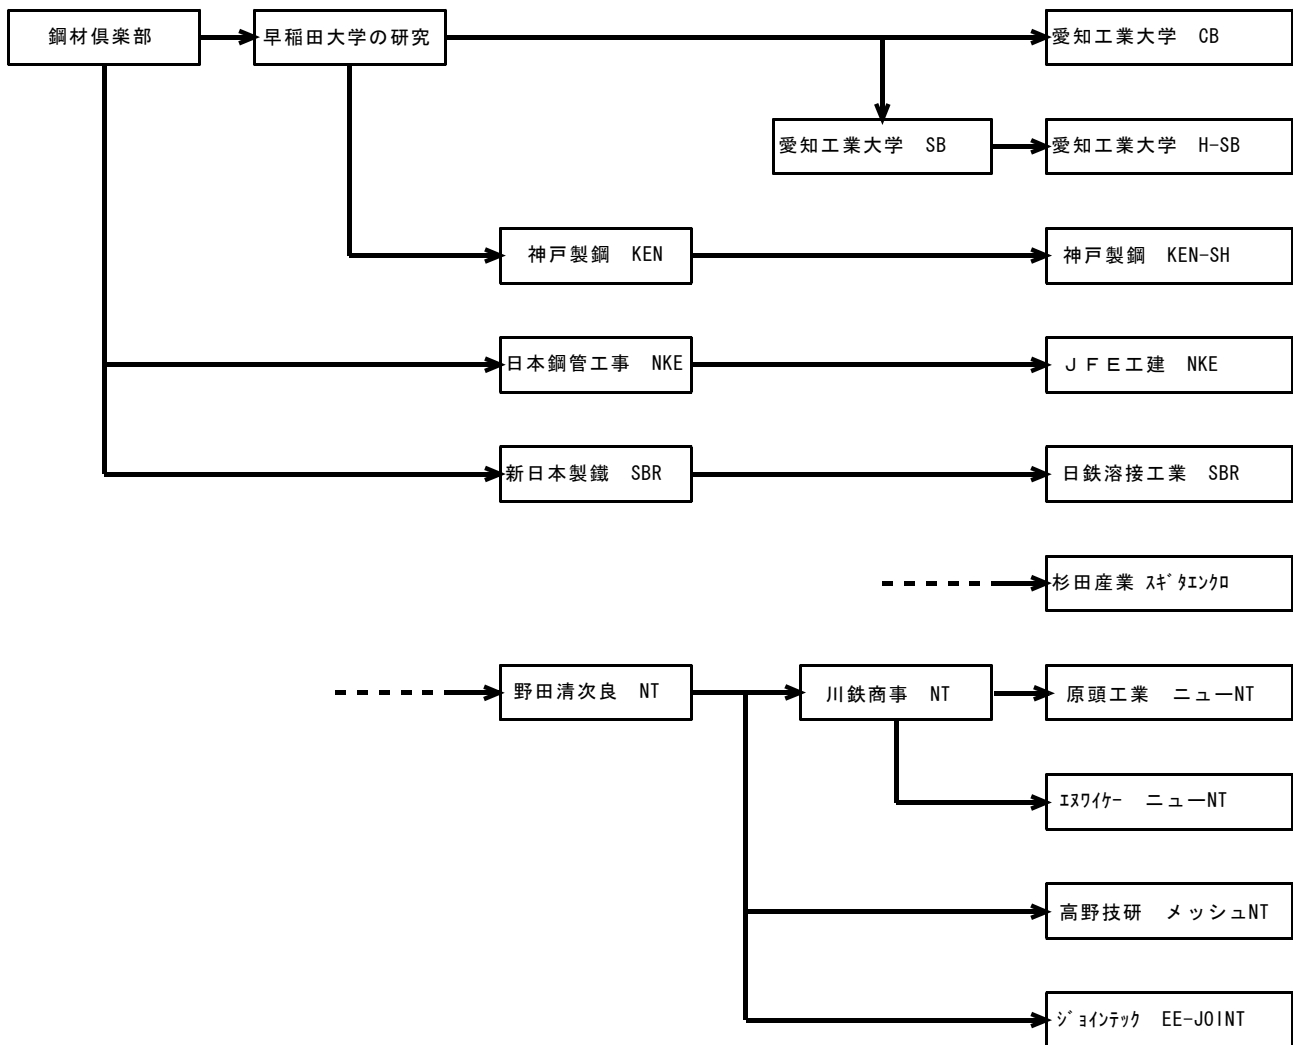 鋼材倶楽部
早稲田大学の研究
愛知工業大学　CB
愛知工業大学　SB
愛知工業大学　H-SB
神戸製鋼　KEN
神戸製鋼　KEN-SH
日本鋼管工事　NKE
ＪＦＥ工建　NKE
新日本製鐵　SBR
日鉄溶接工業　SBR
杉田産業 ｽｷﾞﾀｴﾝｸﾛ
野田清次良　NT
川鉄商事　NT
原頭工業　ニューNT
ｴﾇﾜｲｹｰ　ニューNT
高野技研　メッシュNT
ｼﾞｮｲﾝﾃｯｸ　EE-JOINT